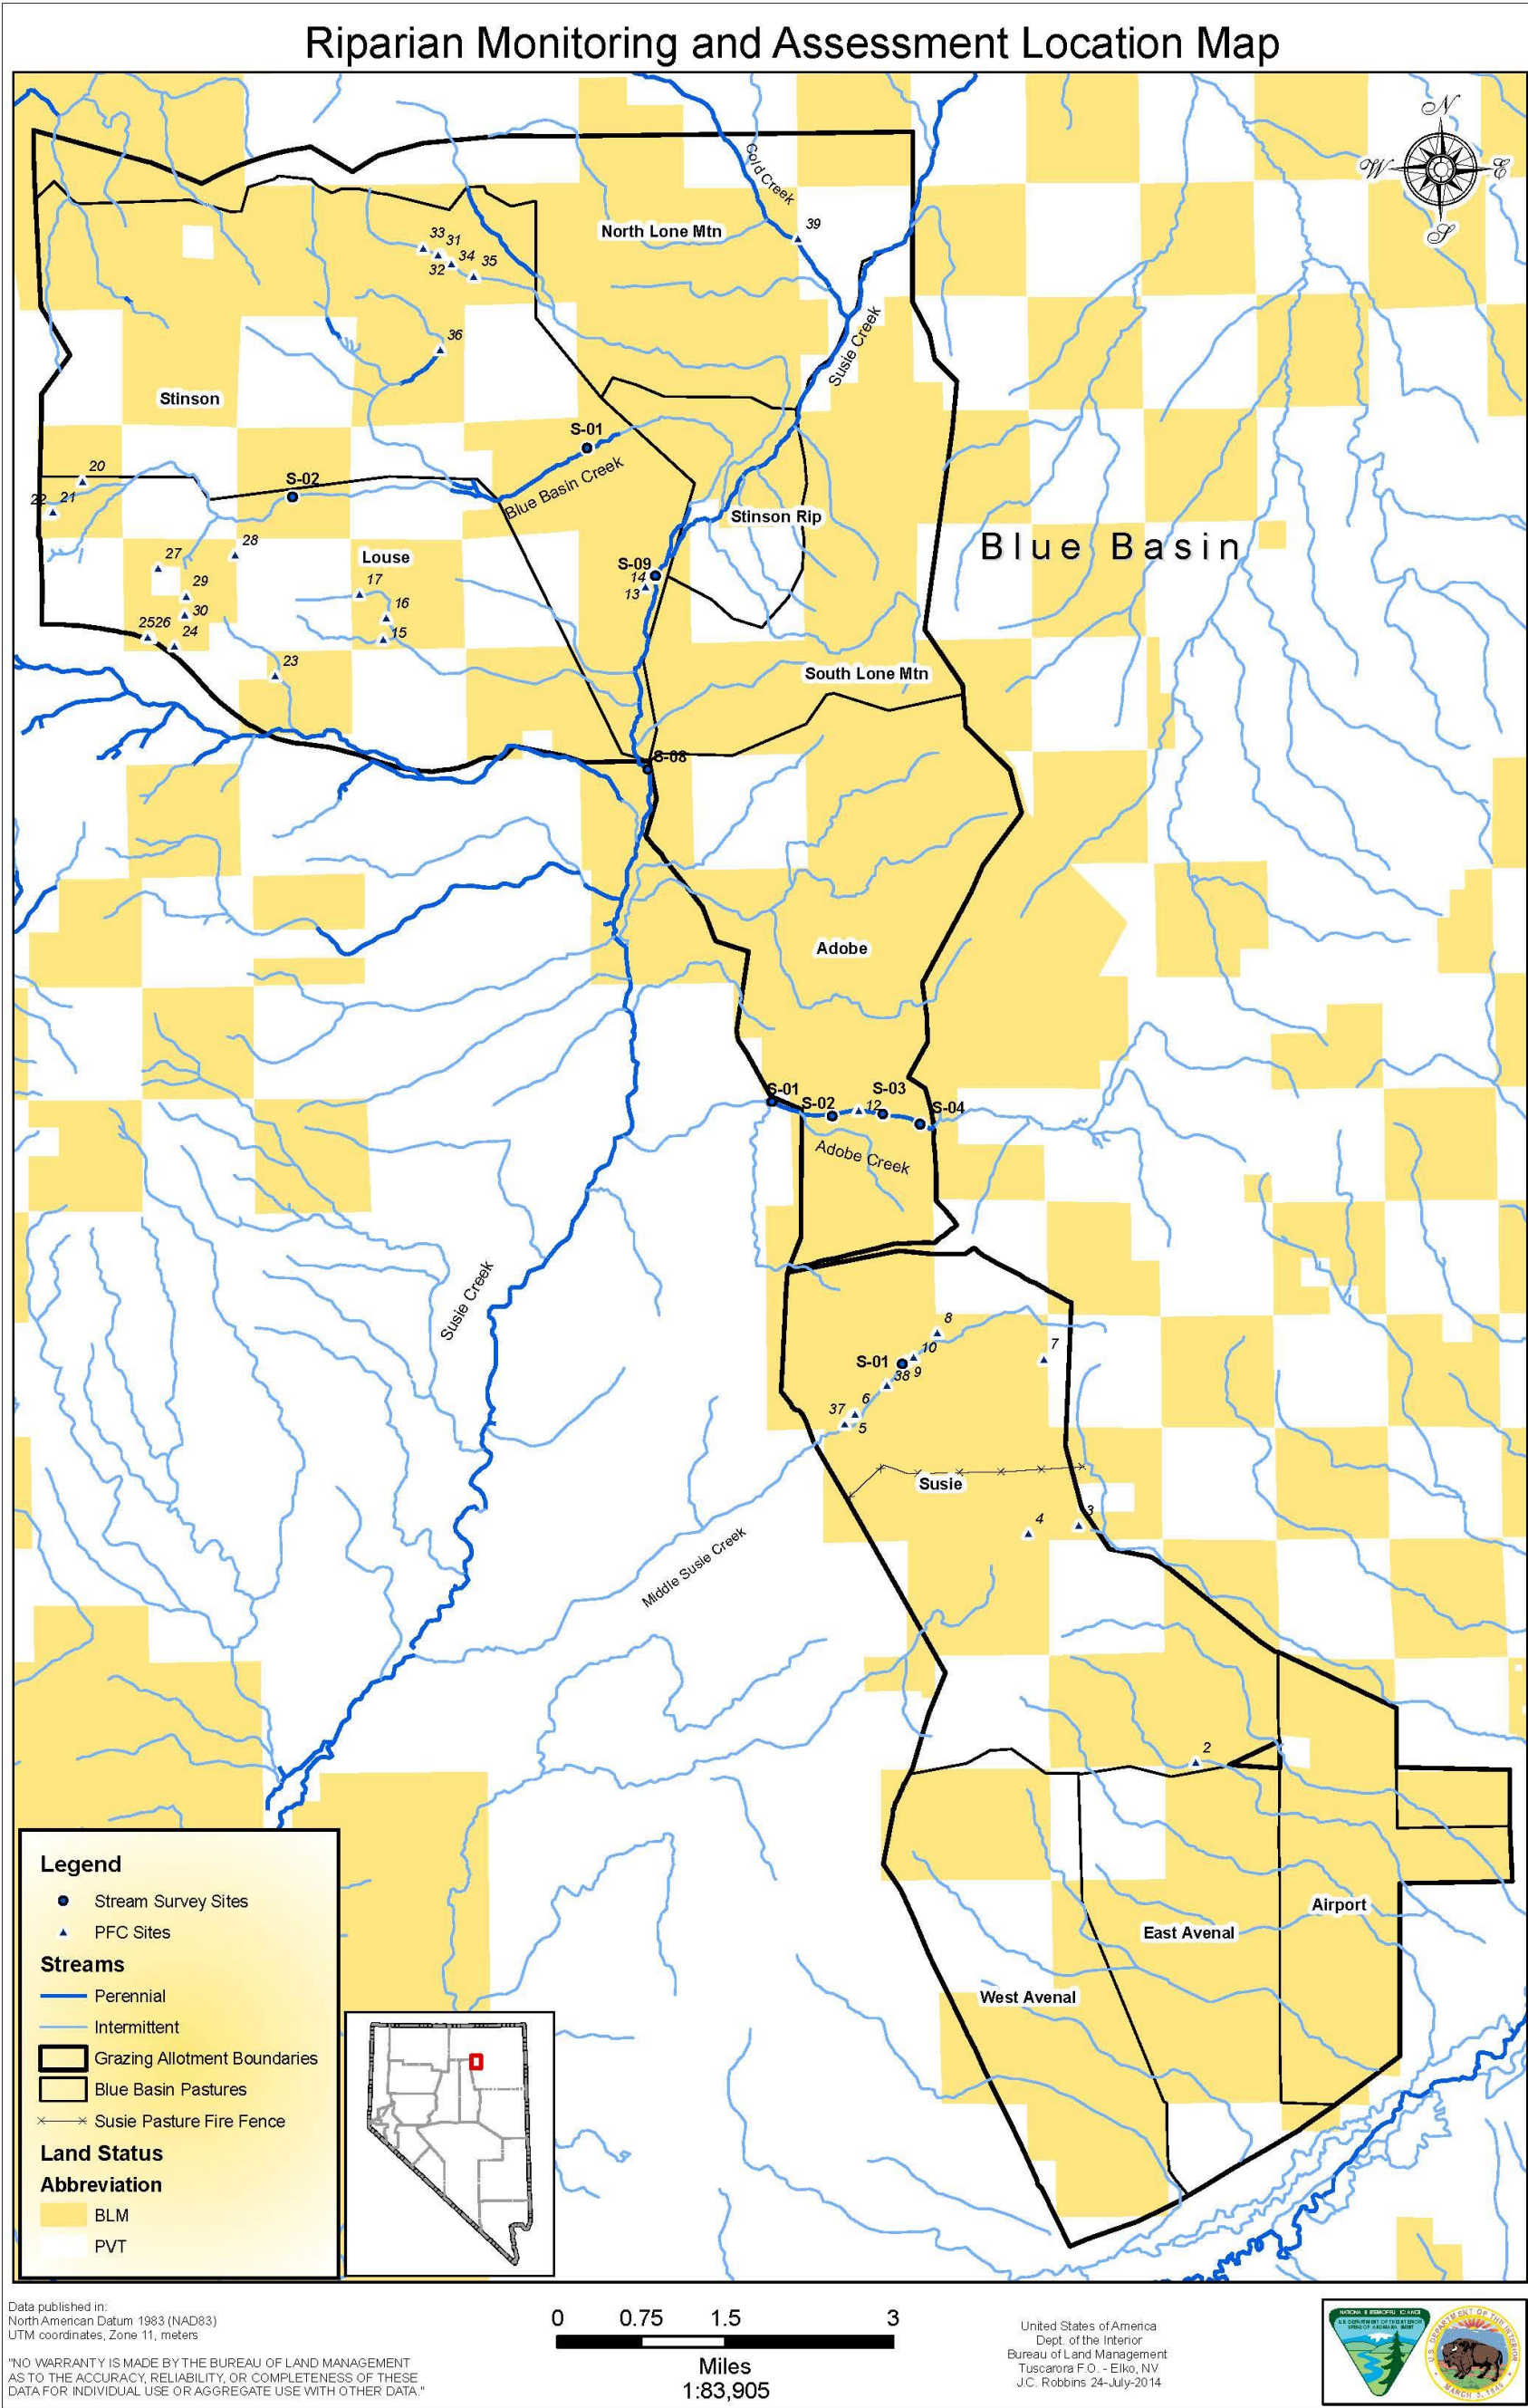 Riparian Monitoring and Assessment Location Map
N
W
E
S
Cold Creek
North Lone Mtn
39
33
31
34
32
35
36
Susie Creek
Stinson
S-01
Blue Basin Creek
20
S-02
22
21
Stinson Rip
Blue Basin
28
27
Louse
17
29
16
30
2526
24
15
S-09
14
13
23
South Lone Mtn
S-08
Adobe
S-01
S-02
12
S-03
S-04
Adobe Creek
Susie Creek
8
10
7
S-01
38
9
6
37
5
Susie
4
3
Middle Susie Creek
2
Airport
East Avenal
West Avenal
Legend
Stream Survey Sites
PFC Sites
Streams
Perennial
Intermittent
Grazing Allotment Boundaries
Blue Basin Pastures
Susie Pasture Fire Fence
Land Status
Abbreviation
BLM
PVT
Data published in:
North American Datum 1983 (NAD83)
UTM coordinates, Zone 11, meters
"NO WARRANTY IS MADE BY THE BUREAU OF LAND MANAGEMENT
AS TO THE ACCURACY, RELIABILITY, OR COMPLETENESS OF THESE
DATA FOR INDIVIDUAL USE OR AGGREGATE USE WITH OTHER DATA."
0 0.75 1.5 3
Miles
1:83,905
United States of America
Dept. of the Interior
Bureau of Land Management
Tuscarora F.O. - Elko, NV
J.C. Robbins 24-July-2014
U.S. DEPARTMENT OF THE INTERIOR
MARCH 3, 1849